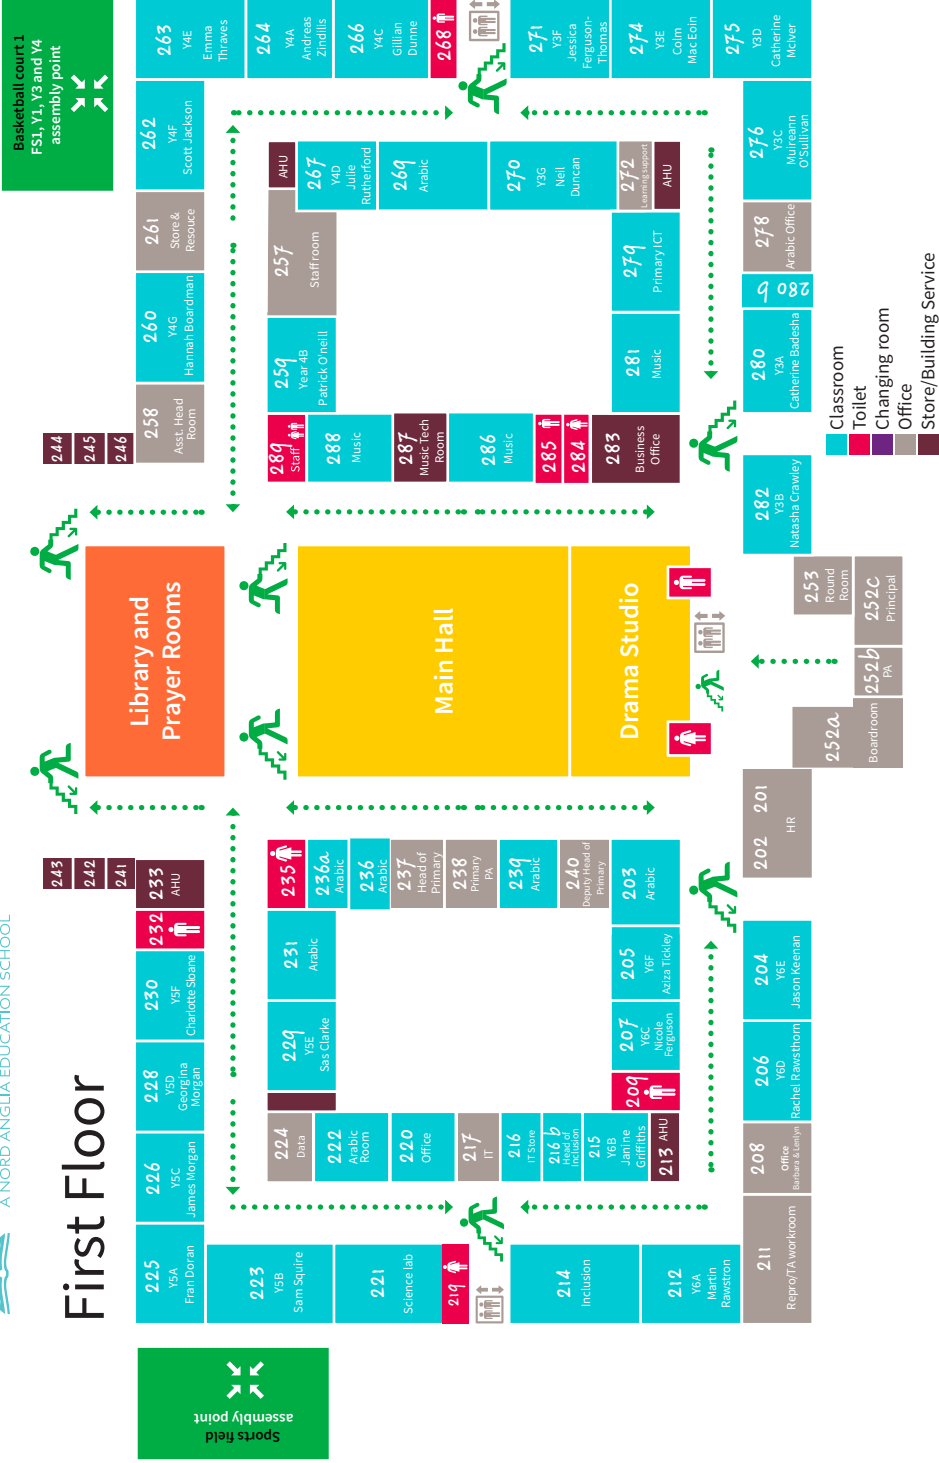 A NORD ANGLIA EDUCATION SCHOOL
First Floor
Basketball court 1
FS1, Y1, Y3 and Y4
assembly point
Sports field
assembly point
243
242
241
244
245
246
Library and
Prayer Rooms
Main Hall
Drama Studio
225
Y5A
Fran Doran
226
Y5C
James Morgan
228
Y5D
Georgina
Morgan
230
Y5F
Charlotte Sloane
232
233
AHU
258
Asst. Head
Room
260
Y4G
Hannah Boardman
261
Store &
Resouce
262
Y4F
Scott Jackson
263
Y4E
Emma
Thraves
264
Y4A
Andreas
Zindilis
266
Y4C
Gillian
Dunne
268
271
Y3F
Jessica
Ferguson-
Thomas
274
Y3E
Colm
Mac Eoin
275
Y3D
Catherine
McIver
223
Y5B
Sam Squire
221
Science lab
219
214
Inclusion
212
Y6A
Martin
Rawstron
224
Data
222
Arabic
Room
220
Office
217
IT
216
IT Store
216 b
Head of
Inclusion
215
Y6B
Janine
Griffiths
213 AHU
229
Y5E
Sas Clarke
231
Arabic
235
236a
Arabic
236
Arabic
237
Head of
Primary
238
Primary
PA
239
Arabic
240
Deputy Head of
Primary
203
Arabic
205
Y6F
Aziza Tickley
207
Y6C
Nicole
Ferguson
209
289
Staff
288
Music
287
Music Tech
Room
286
Music
285
284
283
Business
Office
259
Year 4B
Patrick O'neill
257
Staff room
AHU
267
Y4D
Julie
Rutherford
269
Arabic
270
Y3G
Neil
Duncan
272
Learning support
AHU
279
Primary ICT
281
Music
211
Repro/TA workroom
208
Office
Barbara & Lenlyn
206
Y6D
Rachel Rawsthorn
204
Y6E
Jason Keenan
202 201
HR
252a
Boardroom
252b
PA
252c
Principal
253
Round
Room
282
Y3B
Natasha Crawley
280
Y3A
Catherine Badesha
280 b
278
Arabic Office
276
Y3C
Muireann
O'Sullivan
Classroom
Toilet
Changing room
Office
Store/Building Service